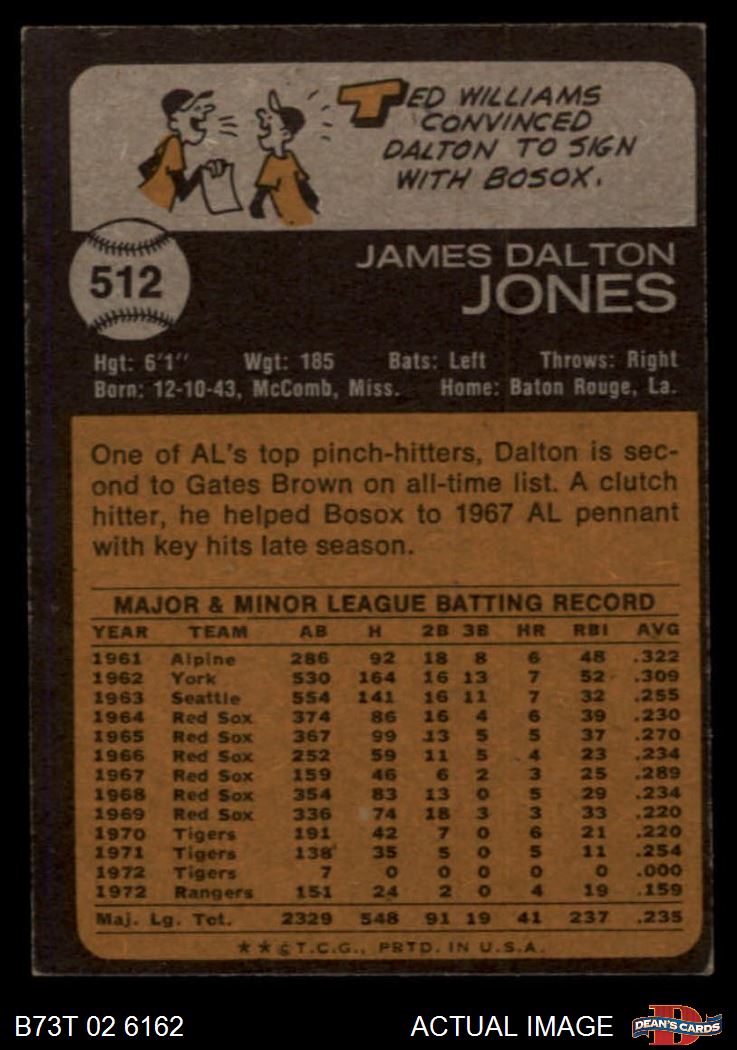 TED WILLIAMS
CONVINCED
DALTON TO SIGN
WITH BOSOX.
512
JAMES DALTON
JONES
Hgt: 6'1" Wgt: 185 Bats: Left Throws: Right
Born: 12-10-43, McComb, Miss. Home: Baton Rouge, La.
One of AL's top pinch-hitters, Dalton is sec-
ond to Gates Brown on all-time list. A clutch
hitter, he helped Bosox to 1967 AL pennant
with key hits late season.
MAJOR & MINOR LEAGUE BATTING RECORD
YEAR TEAM AB H 2B 3B HR RBI AVG
1961 Alpine 286 92 18 8 6 48 .322
1962 York 530 164 16 13 7 52 .309
1963 Seattle 554 141 16 11 7 32 .255
1964 Red Sox 374 86 16 4 6 39 .230
1965 Red Sox 367 99 13 5 5 37 .270
1966 Red Sox 252 59 11 5 4 23 .234
1967 Red Sox 159 46 6 2 3 25 .289
1968 Red Sox 354 83 13 0 5 29 .234
1969 Red Sox 336 74 18 3 3 33 .220
1970 Tigers 191 42 7 0 6 21 .220
1971 Tigers 138 35 5 0 5 11 .254
1972 Tigers 7 0 0 0 0 0 .000
1972 Rangers 151 24 2 0 4 19 .159
Maj. Lg. Tot. 2329 548 91 19 41 237 .235
★★©T.C.G., PRTD. IN U.S.A.
B73T 02 6162 ACTUAL IMAGE D DEAN'S CARDS